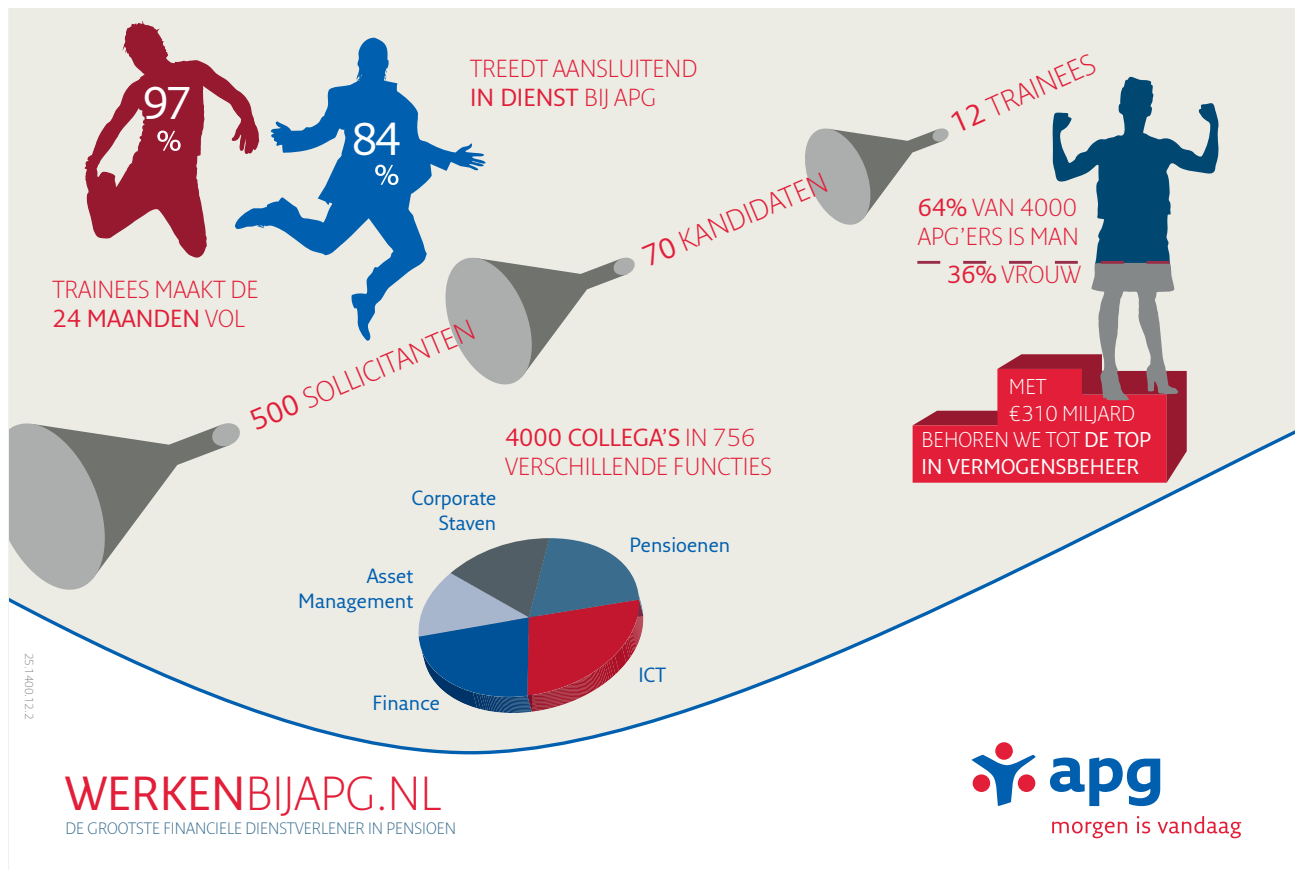 97
%
84
%
TREEDT AANSLUITEND
IN DIENST BIJ APG
TRAINEES MAAKT DE
24 MAANDEN VOL
500 SOLLICITANTEN
70 KANDIDATEN
12 TRAINEES
64% VAN 4000
APG'ERS IS MAN
36% VROUW
MET
€310 MILJARD
BEHOREN WE TOT DE TOP
IN VERMOGENSBEHEER
4000 COLLEGA'S IN 756
VERSCHILLENDE FUNCTIES
Corporate
Staven
Pensioenen
Asset
Management
ICT
Finance
25.1400.12.2
WERKENBIJAPG.NL
DE GROOTSTE FINANCIELE DIENSTVERLENER IN PENSIOEN
apg
morgen is vandaag